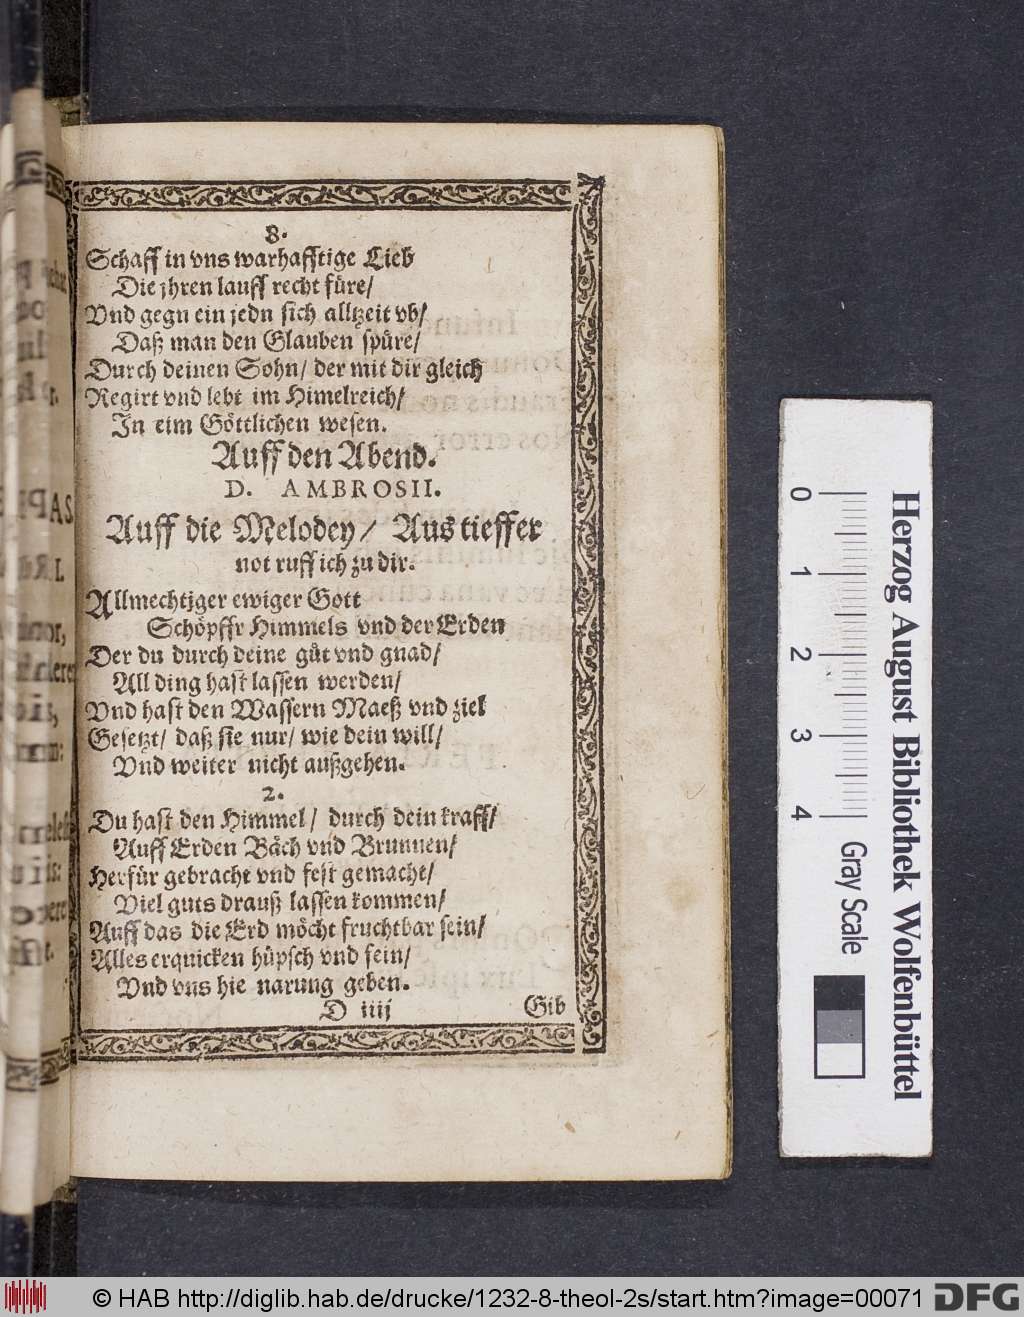 8.
Schaff in vns warhafftige Lieb
Die jhren lauff recht füre/
Vnd gegn ein jedn sich alltzeit vb/
Daß man den Glauben spüre/
Durch deinen Sohn/ der mit dir gleich
Regirt vnd lebt im Himelreich/
In eim Göttlichen wesen.
Auff den Abend.
D. AMBROSII.
Auff die Melodey/ Aus tieffer
not ruff ich zu dir.
Allmechtiger ewiger Gott
Schöpffr Himmels vnd der Erden
Der du durch deine güt vnd gnad/
All ding hast lassen werden/
Vnd hast den Wassern Maeß vnd ziel
Gesetzt/ daß sie nur/ wie dein will/
Vnd weiter nicht außgehen.
2.
Du hast den Himmel/ durch dein krafft/
Auff Erden Bäch vnd Brunnen/
Herfür gebracht vnd fest gemacht/
Viel guts drauß lassen kommen/
Auff das die Erd möcht fruchtbar sein/
Alles erquicken hüpsch vnd fein/
Vnd vns hie narung geben.
D iiij
Gib
0 1 2 3 4
Gray Scale
Herzog August Bibliothek Wolfenbüttel
© HAB http://diglib.hab.de/drucke/1232-8-theol-2s/start.htm?image=00071
DFG